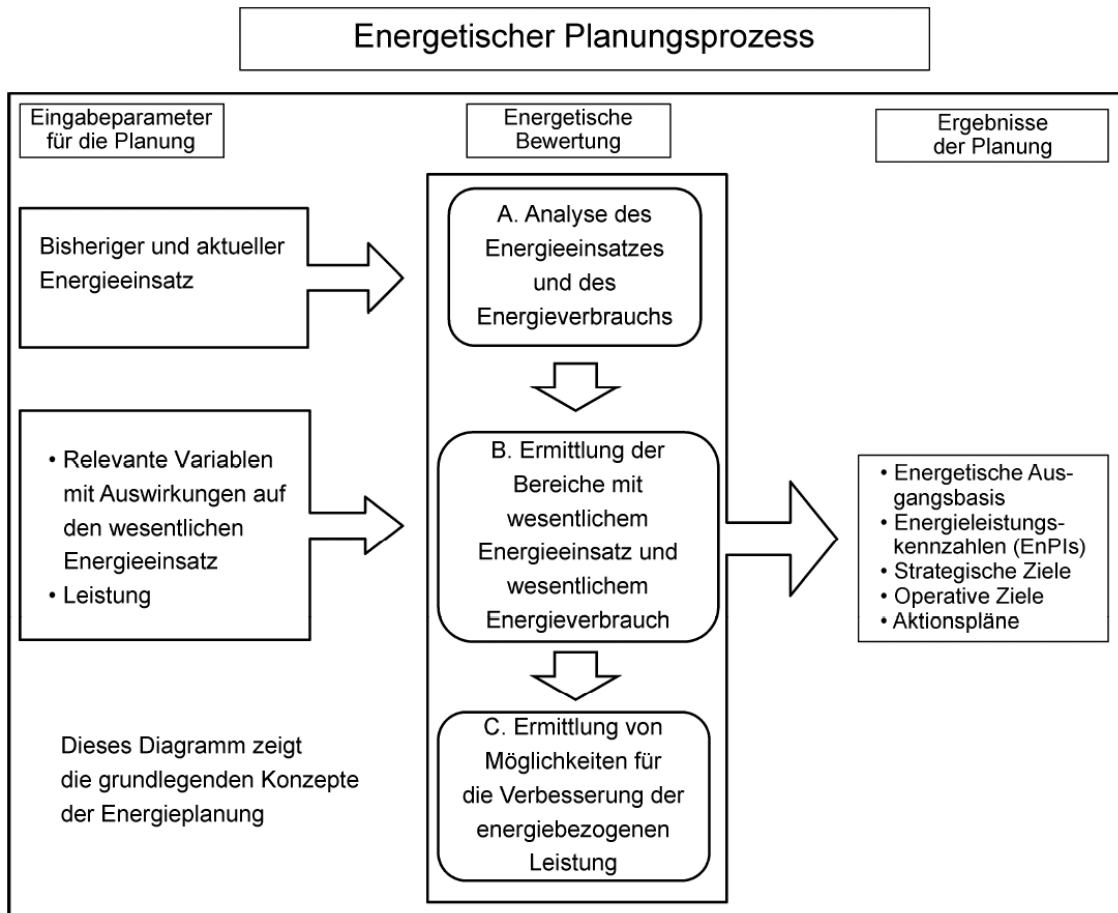 Energetischer Planungsprozess
Eingabeparameter
für die Planung
Energetische
Bewertung
Ergebnisse
der Planung
Bisheriger und aktueller
Energieeinsatz
• Relevante Variablen
mit Auswirkungen auf
den wesentlichen
Energieeinsatz
• Leistung
Dieses Diagramm zeigt
die grundlegenden Konzepte
der Energieplanung
A. Analyse des
Energieeinsatzes
und des
Energieverbrauchs
B. Ermittlung der
Bereiche mit
wesentlichem
Energieeinsatz und
wesentlichem
Energieverbrauch
C. Ermittlung von
Möglichkeiten für
die Verbesserung der
energiebezogenen
Leistung
• Energetische Aus-
gangsbasis
• Energieleistungs-
kennzahlen (EnPIs)
• Strategische Ziele
• Operative Ziele
• Aktionspläne